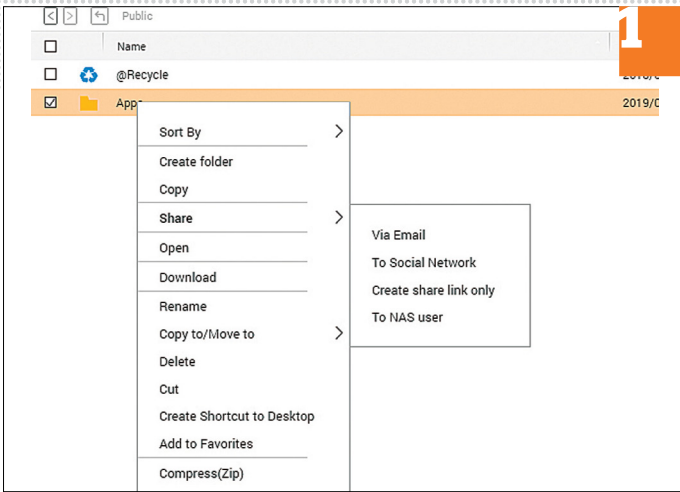 Public
1
Name
@Recycle
Apps
2019/0
Sort By
Create folder
Copy
Share
Open
Download
Rename
Copy to/Move to
Delete
Cut
Create Shortcut to Desktop
Add to Favorites
Compress(Zip)
Via Email
To Social Network
Create share link only
To NAS user